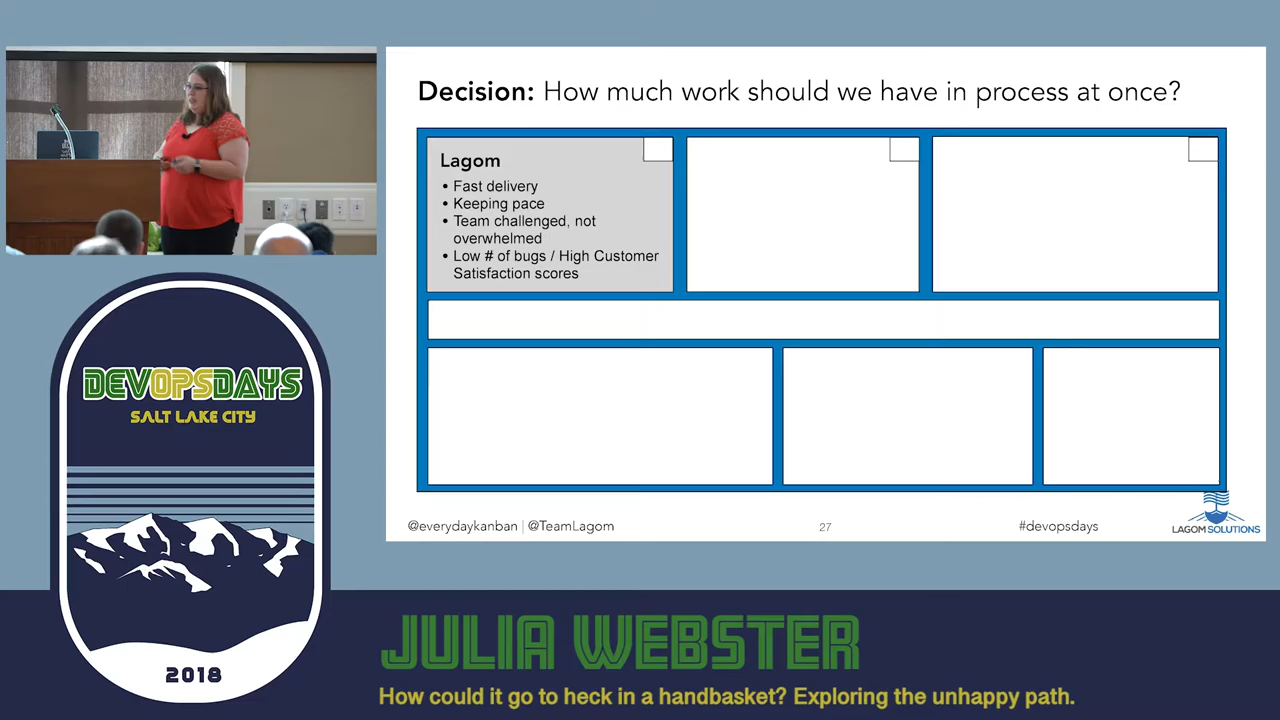 Decision: How much work should we have in process at once?
Lagom
• Fast delivery
• Keeping pace
• Team challenged, not
overwhelmed
• Low # of bugs / High Customer
Satisfaction scores
@everydaykanban | @TeamLagom
27
#devopsdays
LAGOM SOLUTIONS
DEVOPSDAYS
SALT LAKE CITY
2018
JULIA WEBSTER
How could it go to heck in a handbasket? Exploring the unhappy path.